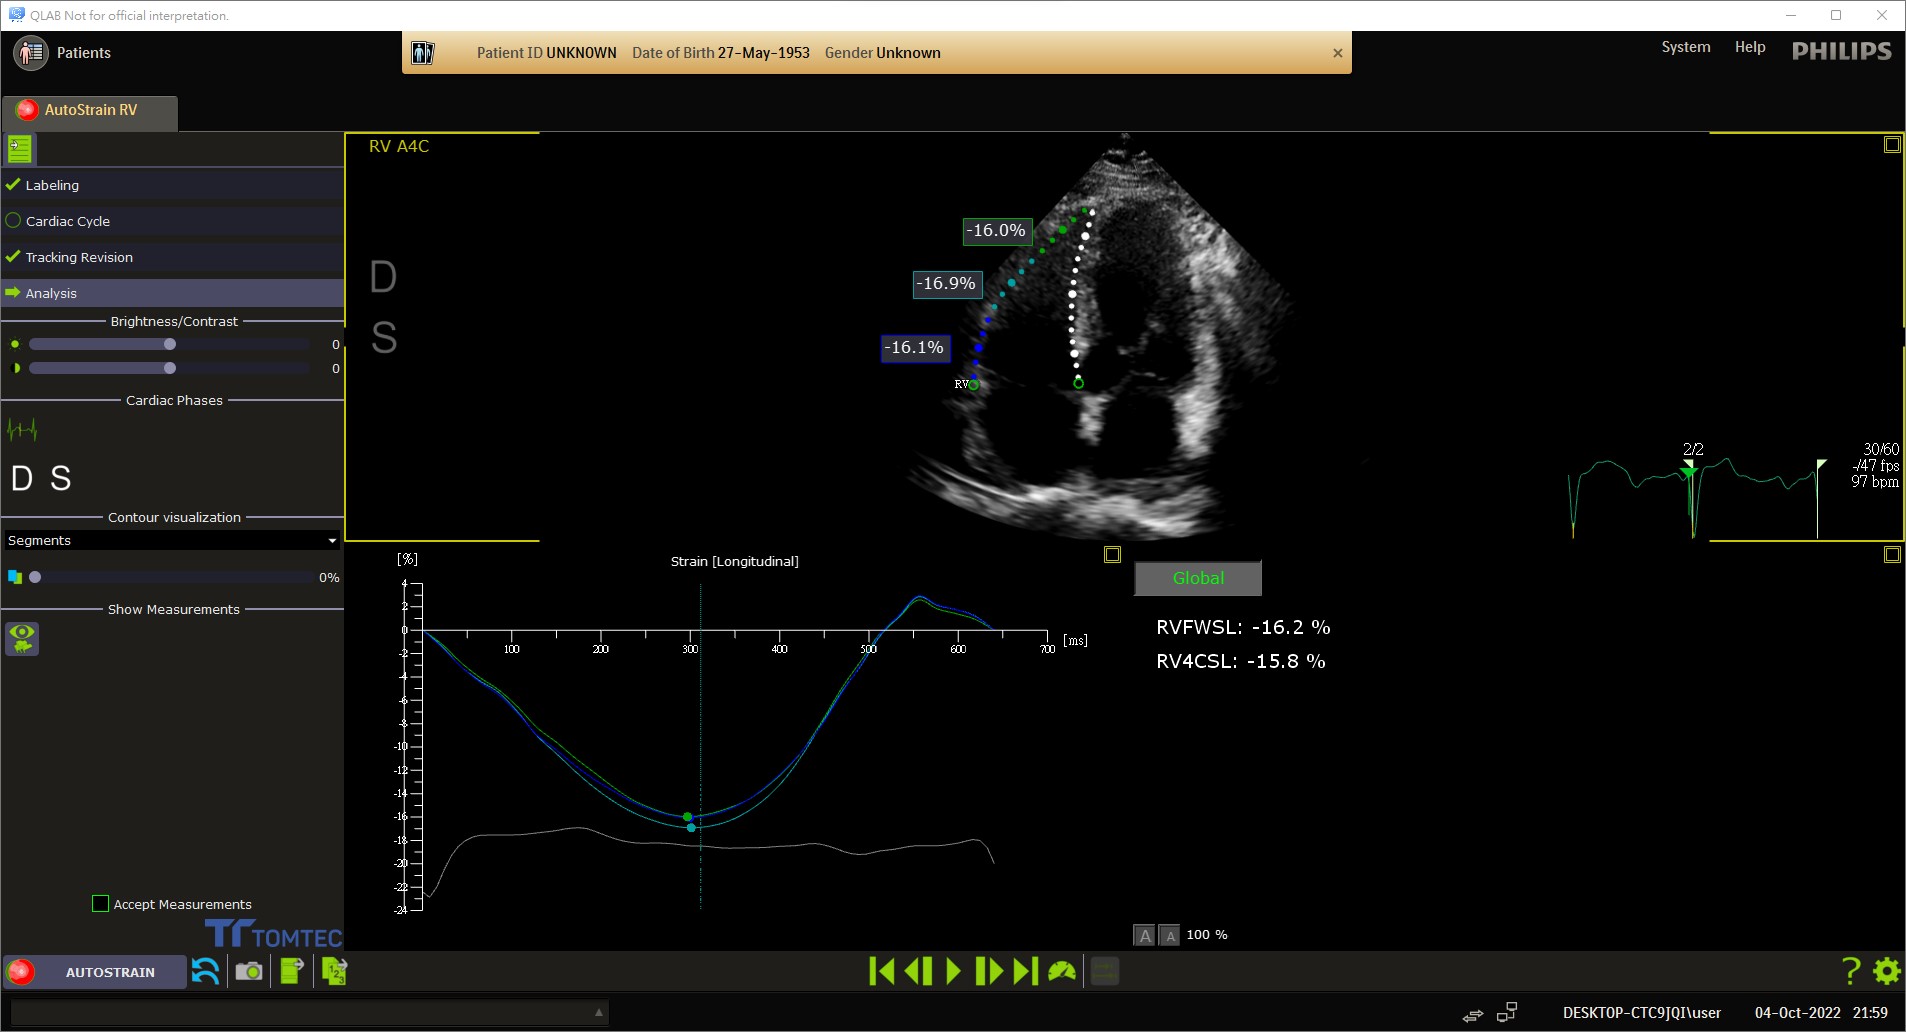 QLAB Not for official interpretation.
Patients
Patient ID UNKNOWN Date of Birth 27-May-1953 Gender Unknown
System Help PHILIPS
AutoStrain RV
Labeling
Cardiac Cycle
Tracking Revision
Analysis
Brightness/Contrast
0
0
Cardiac Phases
D S
Contour visualization
Segments
0%
Show Measurements
Accept Measurements
TOMTEC
RV A4C
D
S
-16.0%
-16.9%
-16.1%
RV
2/2
30/60
-/47 fps
97 bpm
[%]
Strain [Longitudinal]
4
2
0
-2
-4
-6
-8
-10
-12
-14
-16
-18
-20
-22
-24
100 200 300 400 500 600 700 [ms]
Global
RVFWSL: -16.2 %
RV4CSL: -15.8 %
A A 100 %
AUTOSTRAIN
1 2 3
?
DESKTOP-CTC9JQI\user 04-Oct-2022 21:59